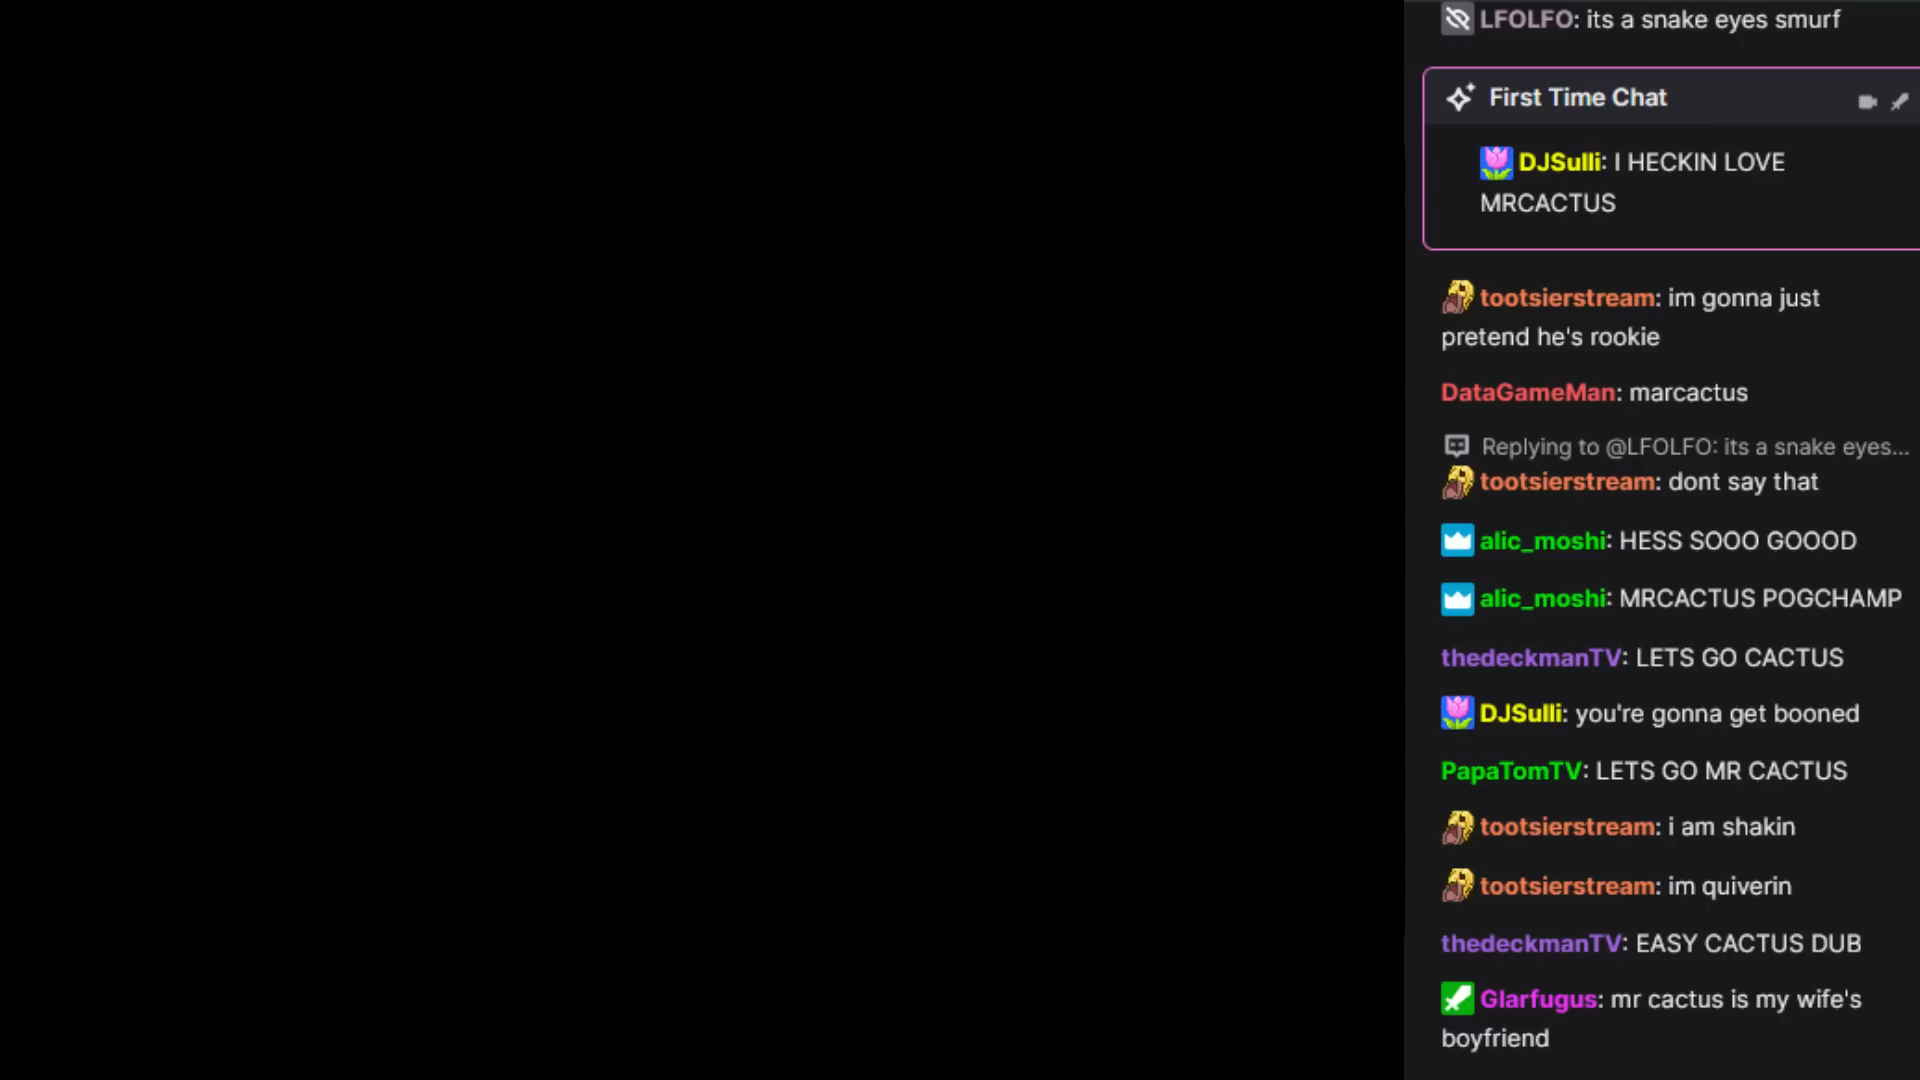 LFOLFO: its a snake eyes smurf
First Time Chat
DJSulli: I HECKIN LOVE
MRCACTUS
tootsierstream: im gonna just
pretend he's rookie
DataGameMan: marcactus
Replying to @LFOLFO: its a snake eyes...
tootsierstream: dont say that
alic_moshi: HESS SOOO GOOOD
alic_moshi: MRCACTUS POGCHAMP
thedeckmanTV: LETS GO CACTUS
DJSulli: you're gonna get booned
PapaTomTV: LETS GO MR CACTUS
tootsierstream: i am shakin
tootsierstream: im quiverin
thedeckmanTV: EASY CACTUS DUB
Glarfugus: mr cactus is my wife's
boyfriend